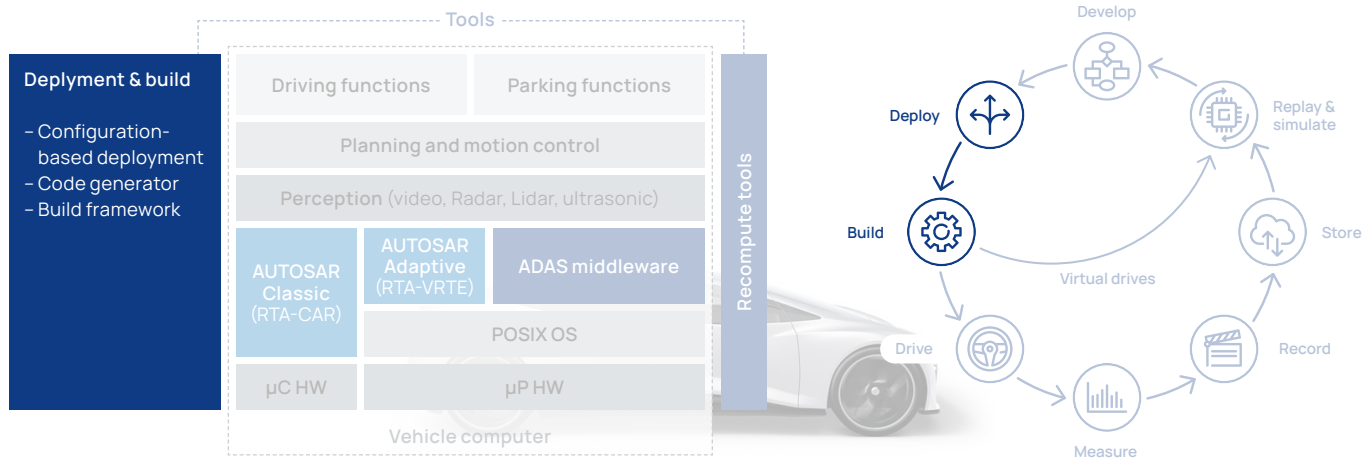 Tools
Deplyment & build
– Configuration-
based deployment
– Code generator
– Build framework
Driving functions
Parking functions
Planning and motion control
Perception (video, Radar, Lidar, ultrasonic)
AUTOSAR
Classic
(RTA-CAR)
AUTOSAR
Adaptive
(RTA-VRTE)
ADAS middleware
POSIX OS
µC HW
µP HW
Vehicle computer
Recompute tools
Develop
Deploy
Replay &
simulate
Build
Store
Virtual drives
Drive
Record
Measure